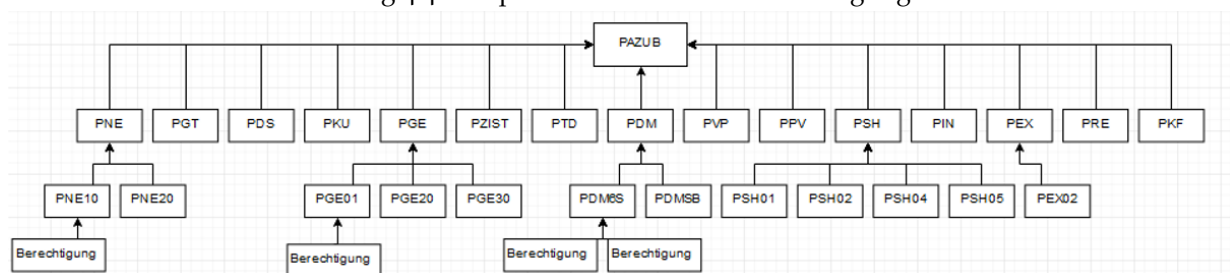 PAZUB
PNE PGT PDS PKU PGE PZIST PTD PDM PVP PPV PSH PIN PEX PRE PKF
PNE10 PNE20 PGE01 PGE20 PGE30 PDM6S PDMSB PSH01 PSH02 PSH04 PSH05 PEX02
Berechtigung Berechtigung Berechtigung Berechtigung